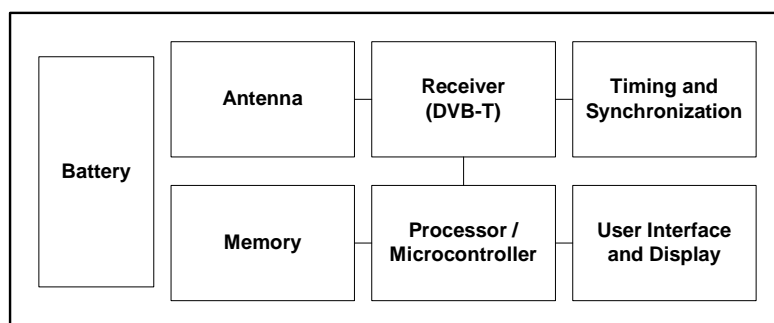 Battery
Antenna
Receiver
(DVB-T)
Timing and
Synchronization
Memory
Processor /
Microcontroller
User Interface
and Display